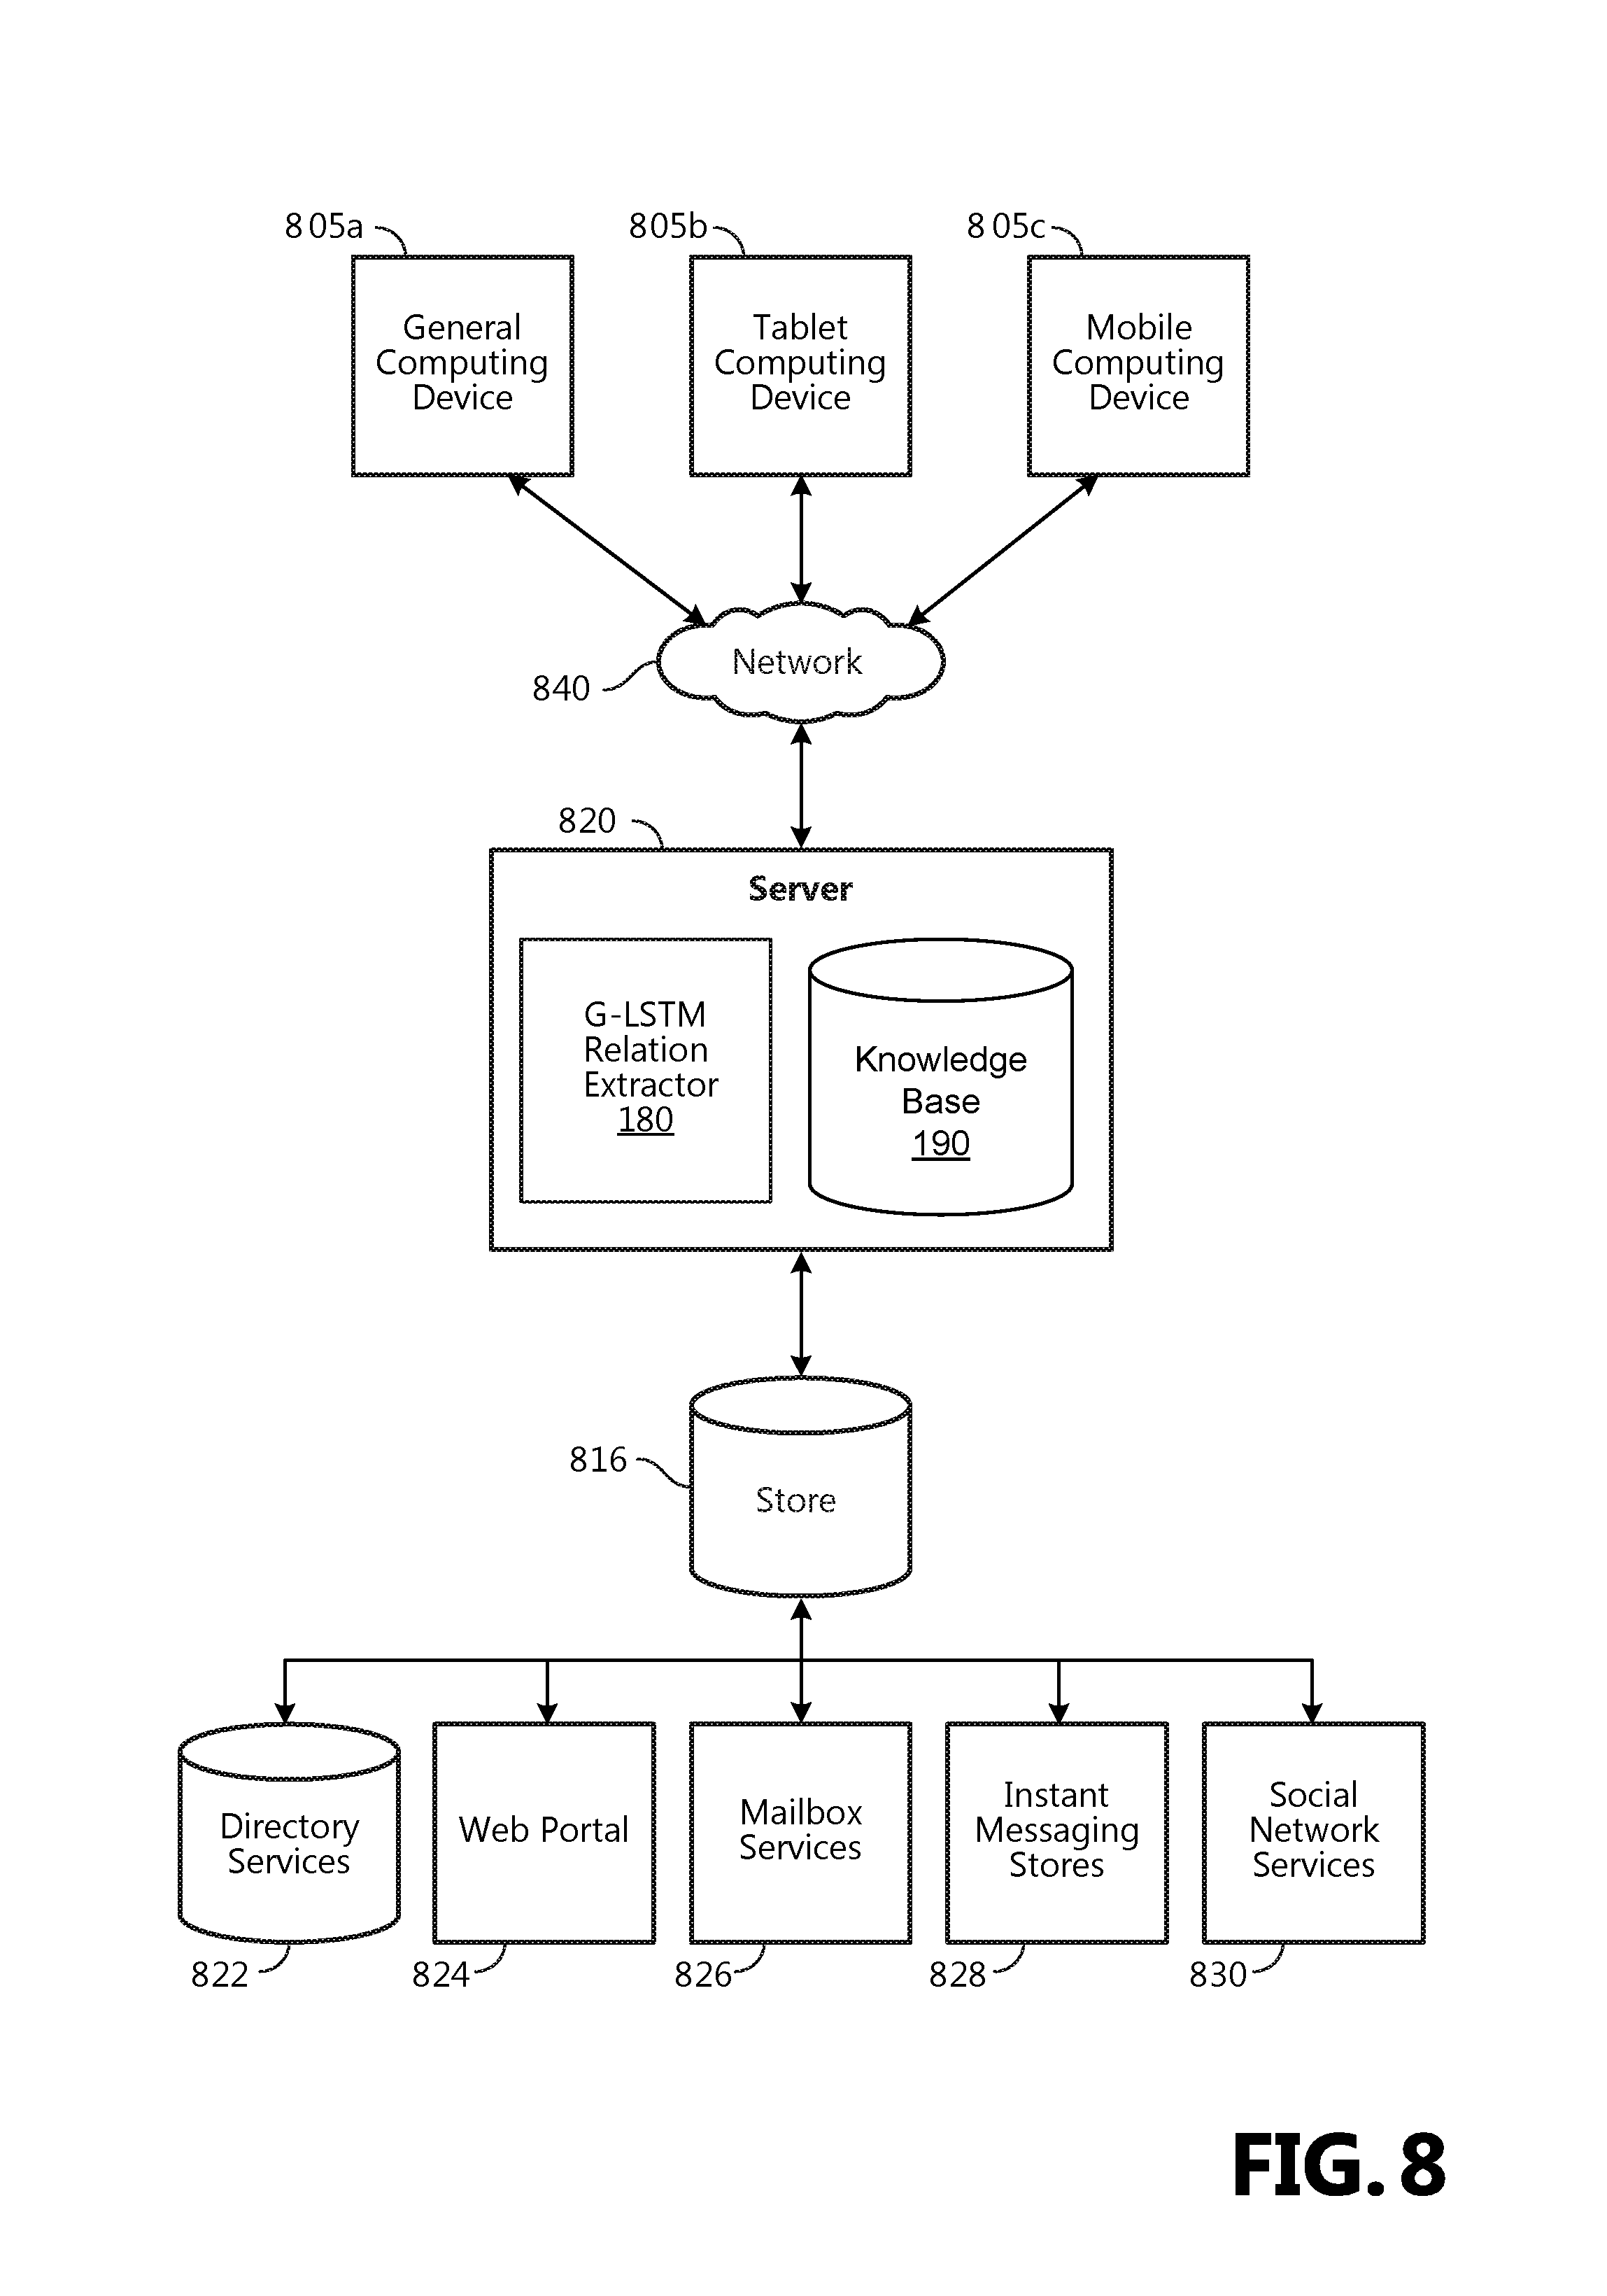 805a
805b
805c
General
Computing
Device
Tablet
Computing
Device
Mobile
Computing
Device
Network
840
820
Server
G-LSTM
Relation
Extractor
180
Knowledge
Base
190
816
Store
Directory
Services
Web Portal
Mailbox
Services
Instant
Messaging
Stores
Social
Network
Services
822
824
826
828
830
FIG. 8